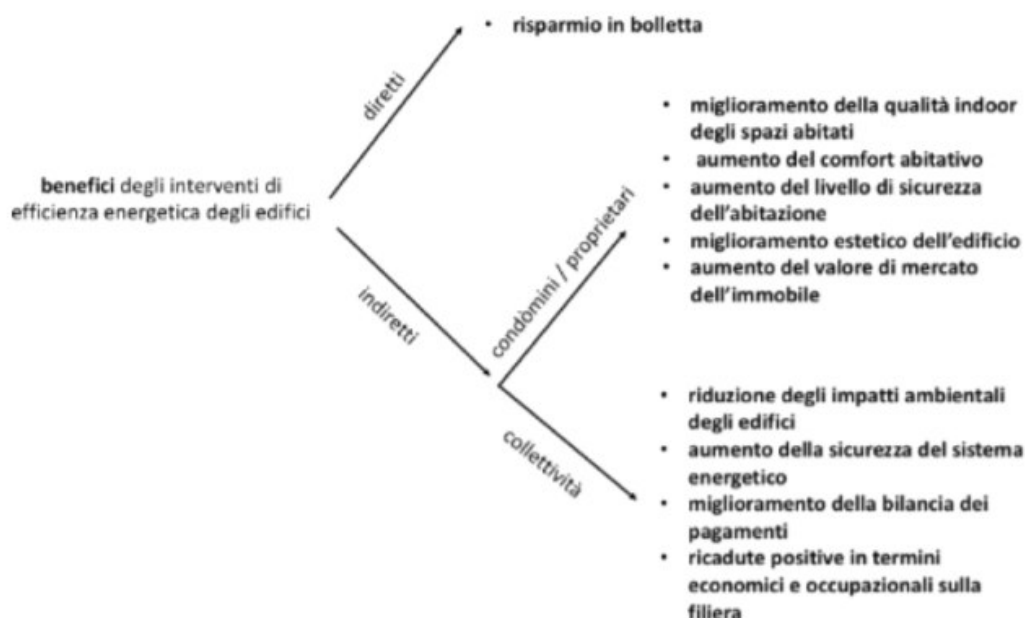 • risparmio in bolletta
diretti
benefici degli interventi di
efficienza energetica degli edifici
indiretti
condòmini / proprietari
• miglioramento della qualità indoor
degli spazi abitati
• aumento del comfort abitativo
• aumento del livello di sicurezza
dell'abitazione
• miglioramento estetico dell'edificio
• aumento del valore di mercato
dell'immobile
collettività
• riduzione degli impatti ambientali
degli edifici
• aumento della sicurezza del sistema
energetico
• miglioramento della bilancia dei
pagamenti
• ricadute positive in termini
economici e occupazionali sulla
filiera